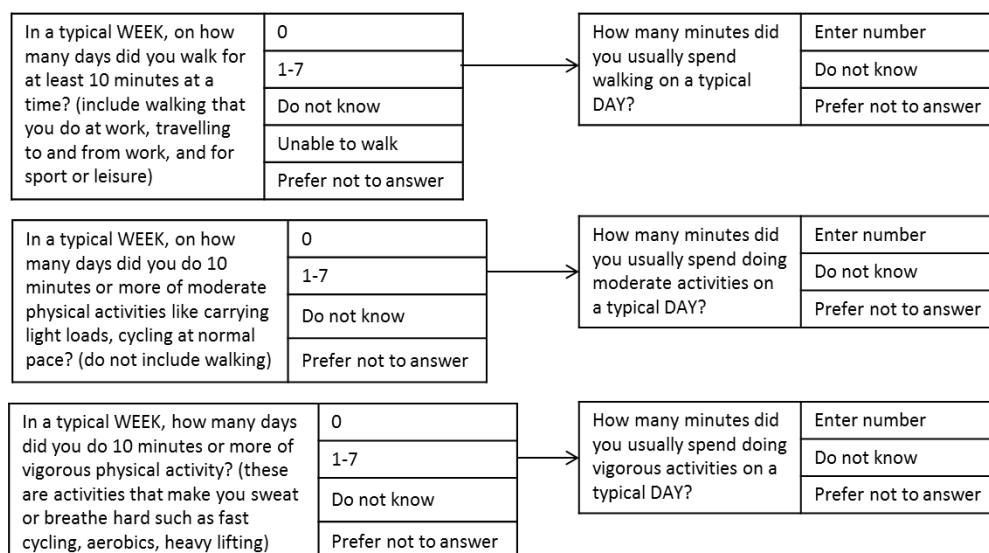 In a typical WEEK, on how
many days did you walk for
at least 10 minutes at a
time? (include walking that
you do at work, travelling
to and from work, and for
sport or leisure)
0
1-7
Do not know
Unable to walk
Prefer not to answer
How many minutes did
you usually spend
walking on a typical
DAY?
Enter number
Do not know
Prefer not to answer
In a typical WEEK, on how
many days did you do 10
minutes or more of moderate
physical activities like carrying
light loads, cycling at normal
pace? (do not include walking)
0
1-7
Do not know
Prefer not to answer
How many minutes did
you usually spend doing
moderate activities on
a typical DAY?
Enter number
Do not know
Prefer not to answer
In a typical WEEK, how many days
did you do 10 minutes or more of
vigorous physical activity? (these
are activities that make you sweat
or breathe hard such as fast
cycling, aerobics, heavy lifting)
0
1-7
Do not know
Prefer not to answer
How many minutes did
you usually spend doing
vigorous activities on a
typical DAY?
Enter number
Do not know
Prefer not to answer